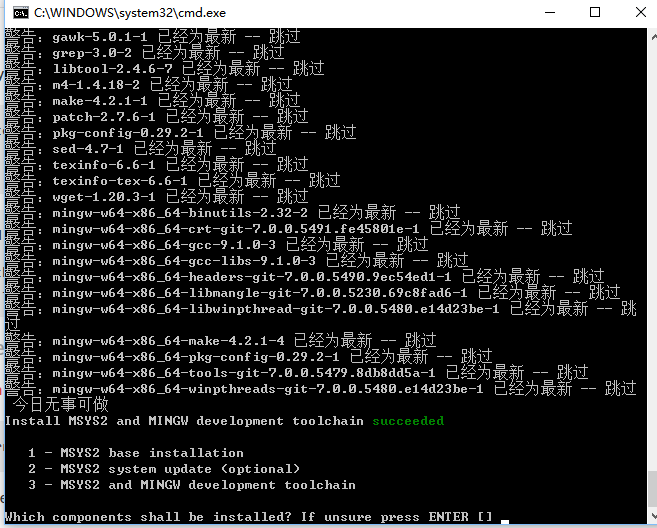 C:\WINDOWS\system32\cmd.exe
警告：gawk-5.0.1-1 已经为最新 -- 跳过
警告：grep-3.0-2 已经为最新 -- 跳过
警告：libtool-2.4.6-7 已经为最新 -- 跳过
警告：m4-1.4.18-2 已经为最新 -- 跳过
警告：make-4.2.1-1 已经为最新 -- 跳过
警告：patch-2.7.6-1 已经为最新 -- 跳过
警告：pkg-config-0.29.2-1 已经为最新 -- 跳过
警告：sed-4.7-1 已经为最新 -- 跳过
警告：texinfo-6.6-1 已经为最新 -- 跳过
警告：texinfo-tex-6.6-1 已经为最新 -- 跳过
警告：wget-1.20.3-1 已经为最新 -- 跳过
警告：mingw-w64-x86_64-binutils-2.32-2 已经为最新 -- 跳过
警告：mingw-w64-x86_64-crt-git-7.0.0.5491.fe45801e-1 已经为最新 -- 跳过
警告：mingw-w64-x86_64-gcc-9.1.0-3 已经为最新 -- 跳过
警告：mingw-w64-x86_64-gcc-libs-9.1.0-3 已经为最新 -- 跳过
警告：mingw-w64-x86_64-headers-git-7.0.0.5490.9ec54ed1-1 已经为最新 -- 跳过
警告：mingw-w64-x86_64-libmangle-git-7.0.0.5230.69c8fad6-1 已经为最新 -- 跳过
警告：mingw-w64-x86_64-libwinpthread-git-7.0.0.5480.e14d23be-1 已经为最新 -- 跳
过
警告：mingw-w64-x86_64-make-4.2.1-4 已经为最新 -- 跳过
警告：mingw-w64-x86_64-pkg-config-0.29.2-1 已经为最新 -- 跳过
警告：mingw-w64-x86_64-tools-git-7.0.0.5479.8db8dd5a-1 已经为最新 -- 跳过
警告：mingw-w64-x86_64-winpthreads-git-7.0.0.5480.e14d23be-1 已经为最新 -- 跳过
今日无事可做
Install MSYS2 and MINGW development toolchain succeeded
1 - MSYS2 base installation
2 - MSYS2 system update (optional)
3 - MSYS2 and MINGW development toolchain
Which components shall be installed? If unsure press ENTER []